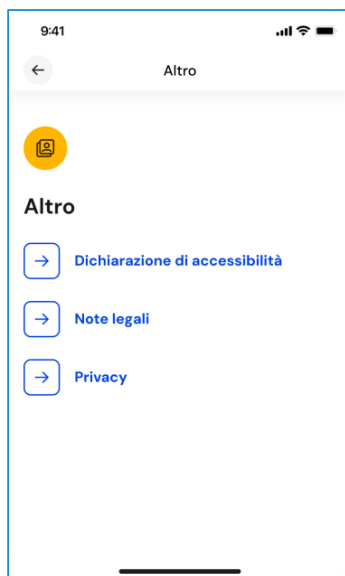 9:41
Altro
Altro
Dichiarazione di accessibilità
Note legali
Privacy